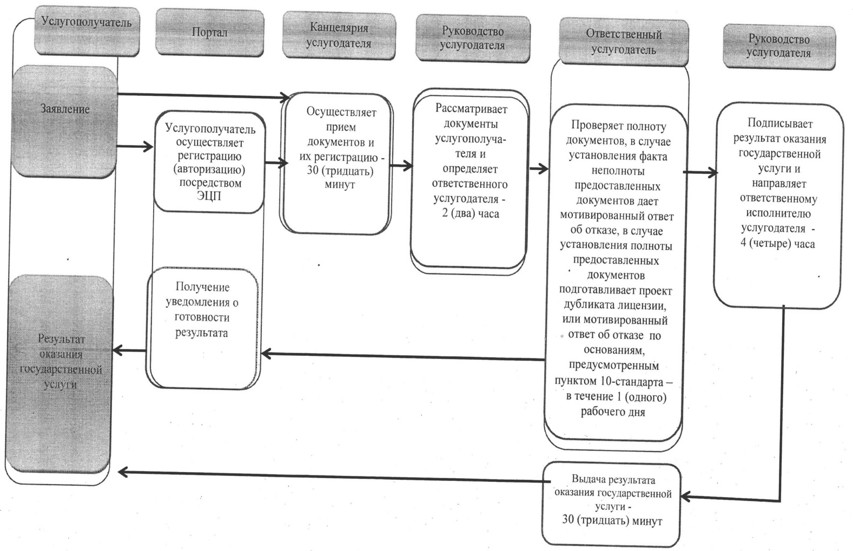 Услугополучатель
Портал
Канцелярия
услугодателя
Руководство
услугодателя
Ответственный
услугодатель
Руководство
услугодателя
Заявление
Услугополучатель
осуществляет
регистрацию
(авторизацию)
посредством
ЭЦП
Осуществляет
прием
документов и
их регистрацию -
30 (тридцать)
минут
Рассматривает
документы
услугополуча-
теля и
определяет
ответственного
услугодателя -
2 (два) часа
Проверяет полноту
документов, в случае
установления факта
неполноты
предоставленных
документов дает
мотивированный ответ
об отказе, в случае
установления полноты
предоставленных
документов
подготавливает проект
дубликата лицензии,
или мотивированный
ответ об отказе по
основаниям,
предусмотренным
пунктом 10-стандарта –
в течение 1 (одного)
рабочего дня
Подписывает
результат оказания
государственной
услуги и
направляет
ответственному
исполнителю
услугодателя -
4 (четыре) часа
Получение
уведомления о
готовности
результата
Результат
оказания
государственной
услуги
Выдача результата
оказания государственной
услуги -
30 (тридцать) минут